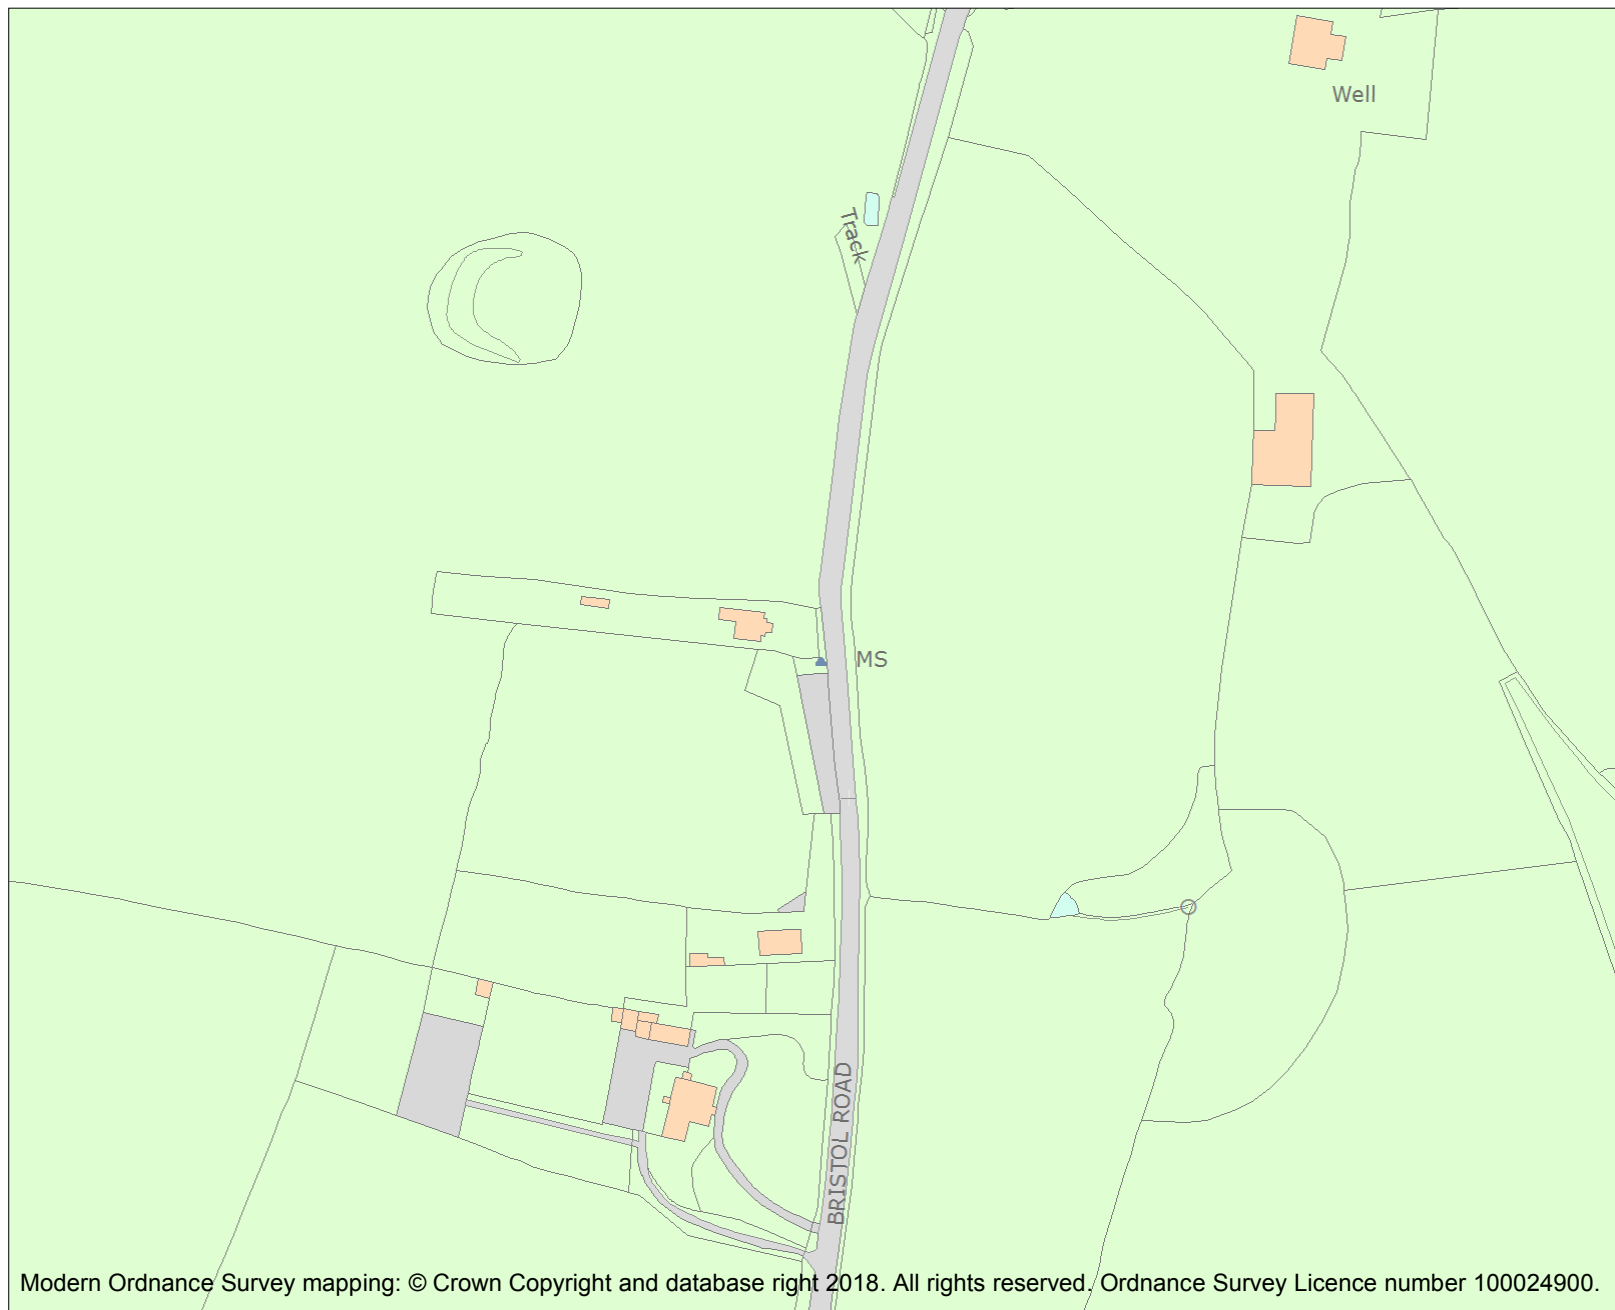 Well
Track
MS
BRISTOL ROAD
Modern Ordnance Survey mapping: © Crown Copyright and database right 2018. All rights reserved. Ordnance Survey Licence number 100024900.